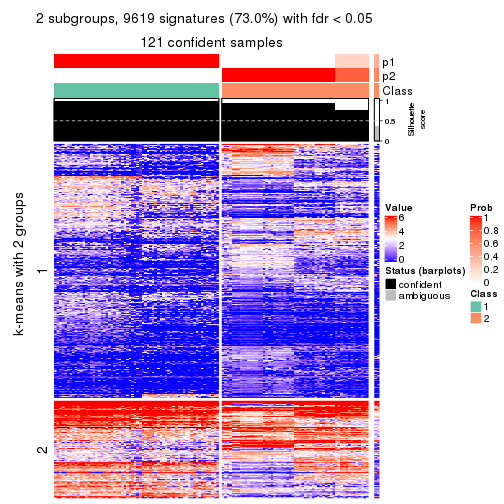 2 subgroups, 9619 signatures (73.0%) with fdr < 0.05
121 confident samples
p1
p2
Class
1
0.5
0
Silhouette
score
k-means with 2 groups
1
2
Value
6
4
2
0
Status (barplots)
confident
ambiguous
Prob
1
0.8
0.6
0.4
0.2
0
Class
1
2